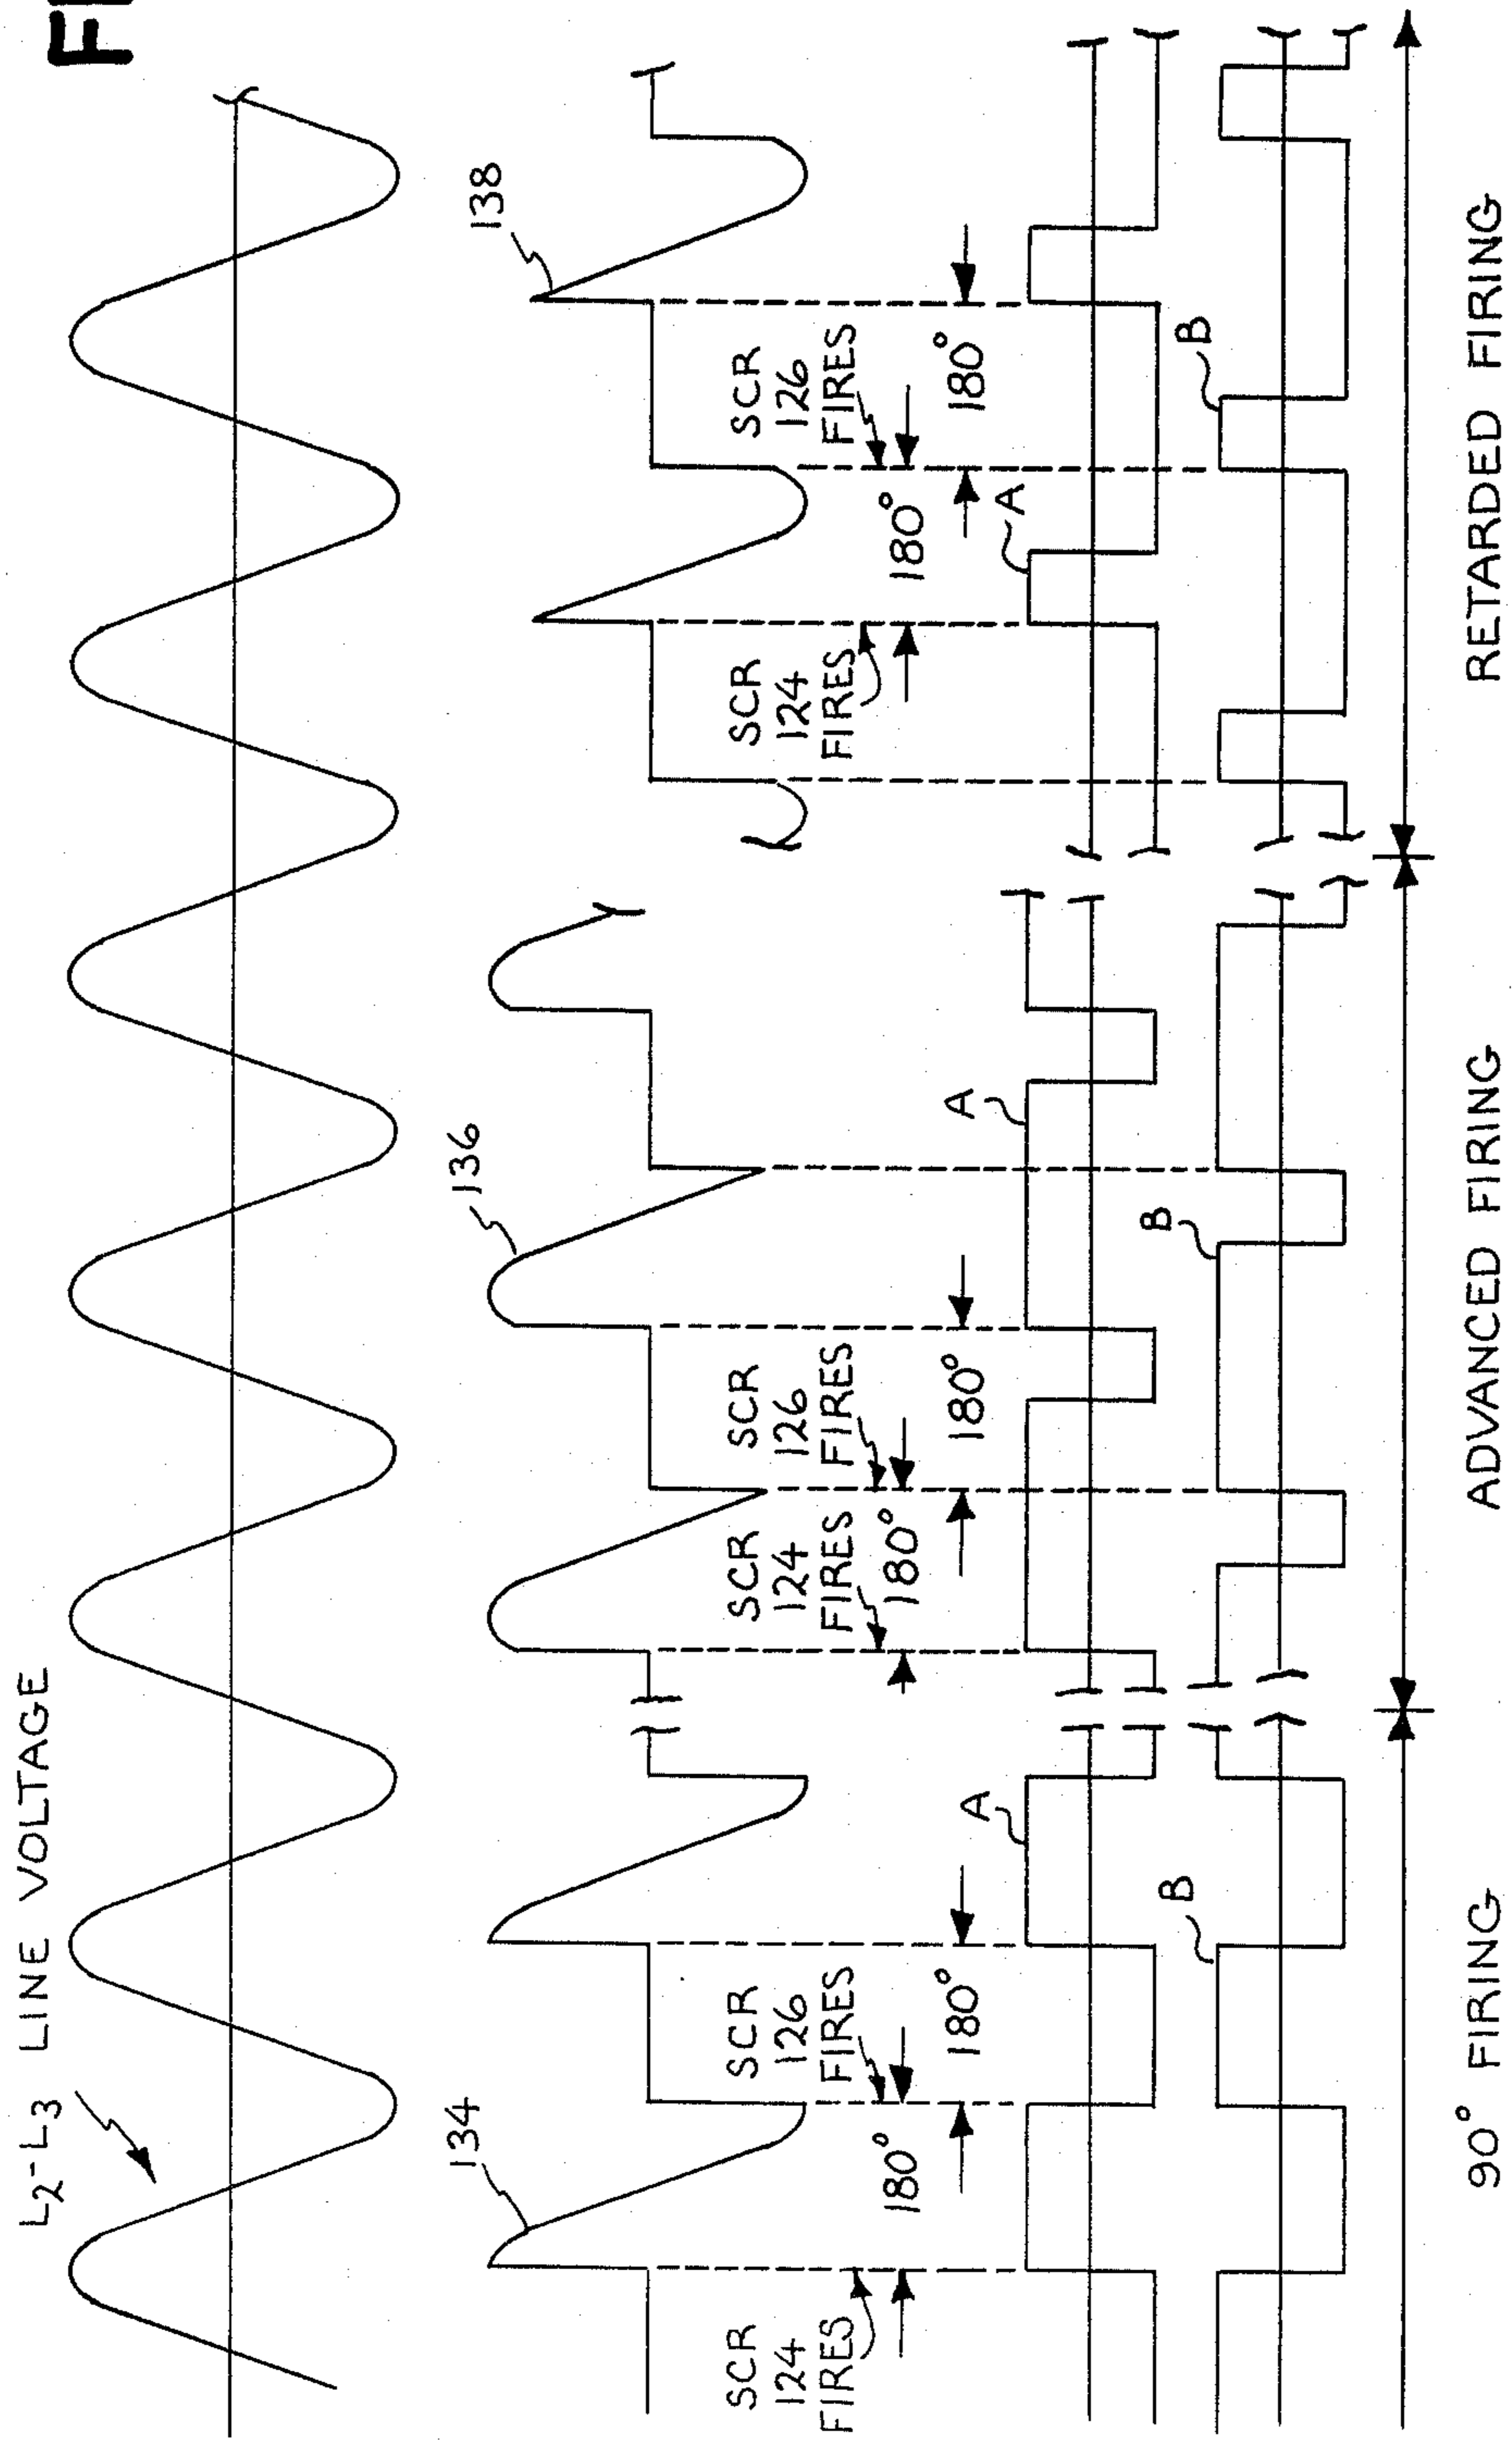 L2-L3 LINE VOLTAGE
134
136
138
SCR
124
FIRES
SCR
126
FIRES
180°
180°
SCR
124
FIRES
SCR
126
FIRES
180°
180°
SCR
124
FIRES
SCR
126
FIRES
180°
180°
A
A
A
B
B
B
90° FIRING
ADVANCED FIRING
RETARDED FIRING